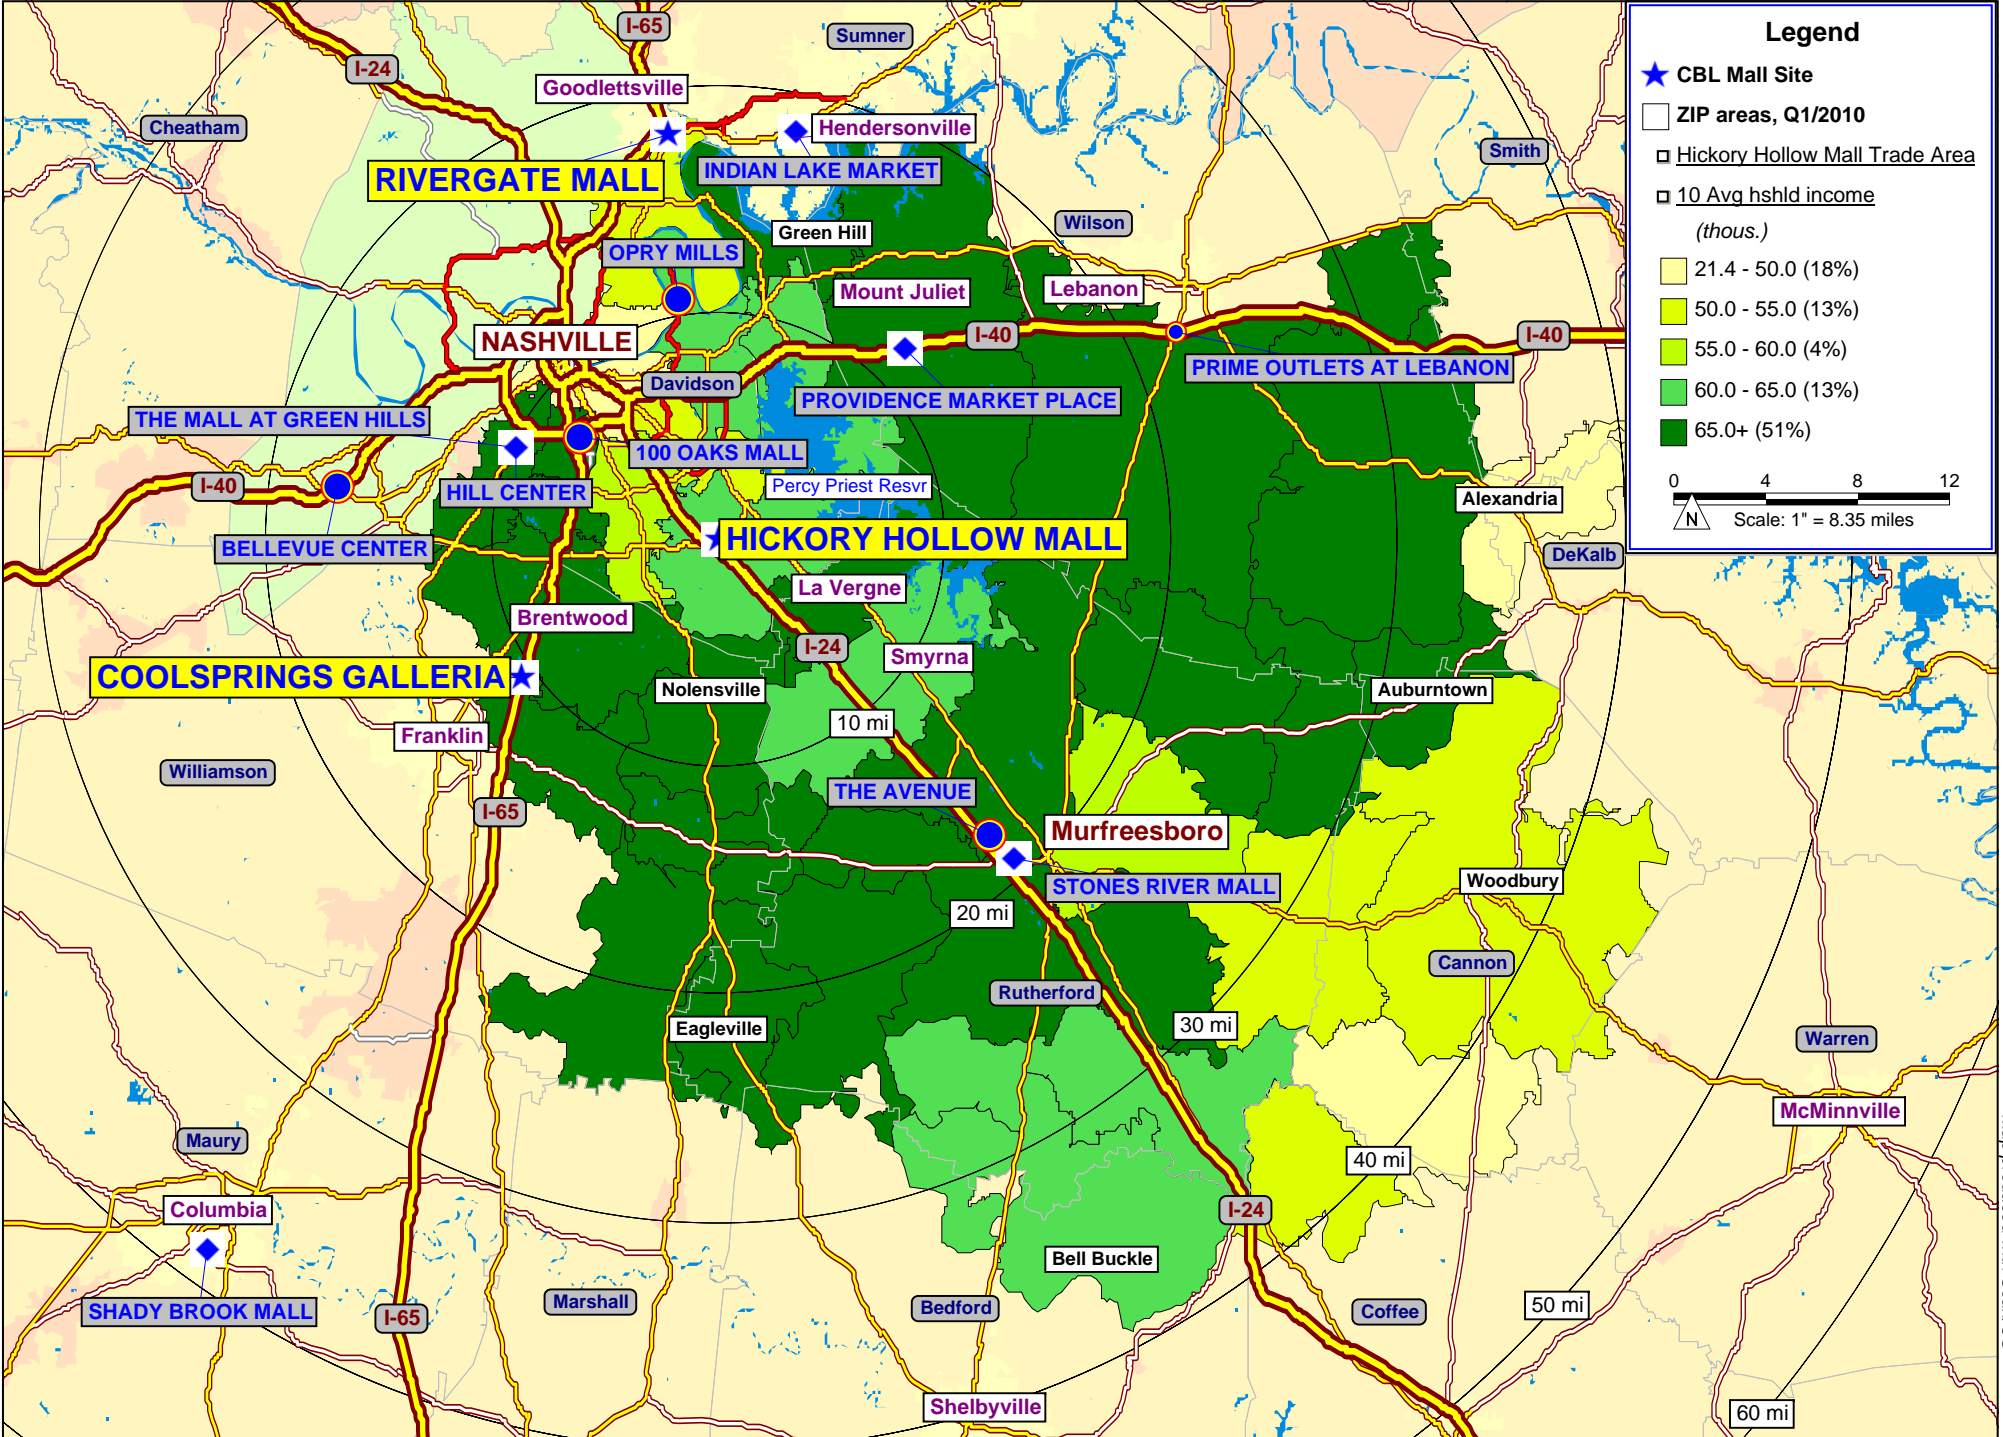 Legend
CBL Mall Site
ZIP areas, Q1/2010
Hickory Hollow Mall Trade Area
10 Avg hshld income
(thous.)
21.4 - 50.0 (18%)
50.0 - 55.0 (13%)
55.0 - 60.0 (4%)
60.0 - 65.0 (13%)
65.0+ (51%)
0 4 8 12
N
Scale: 1" = 8.35 miles
I-65
Sumner
I-24
Goodlettsville
Cheatham
Hendersonville
Smith
RIVERGATE MALL
INDIAN LAKE MARKET
Wilson
Green Hill
OPRY MILLS
Mount Juliet
Lebanon
NASHVILLE
I-40
I-40
Davidson
PRIME OUTLETS AT LEBANON
PROVIDENCE MARKET PLACE
THE MALL AT GREEN HILLS
100 OAKS MALL
I-40
HILL CENTER
Percy Priest Resvr
Alexandria
BELLEVUE CENTER
HICKORY HOLLOW MALL
DeKalb
La Vergne
Brentwood
I-24
Smyrna
COOLSPRINGS GALLERIA
Nolensville
Auburntown
10 mi
Franklin
Williamson
THE AVENUE
I-65
Murfreesboro
STONES RIVER MALL
Woodbury
20 mi
Cannon
Rutherford
Eagleville
30 mi
Warren
McMinnville
Maury
40 mi
Columbia
I-24
Bell Buckle
SHADY BROOK MALL
Marshall
Bedford
50 mi
Coffee
I-65
Shelbyville
60 mi